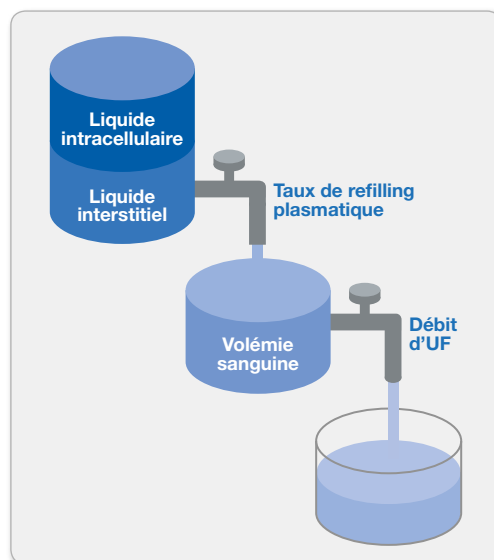 Liquide
intracellulaire
Liquide
interstitiel
Taux de refilling
plasmatique
Volémie
sanguine
Débit
d'UF